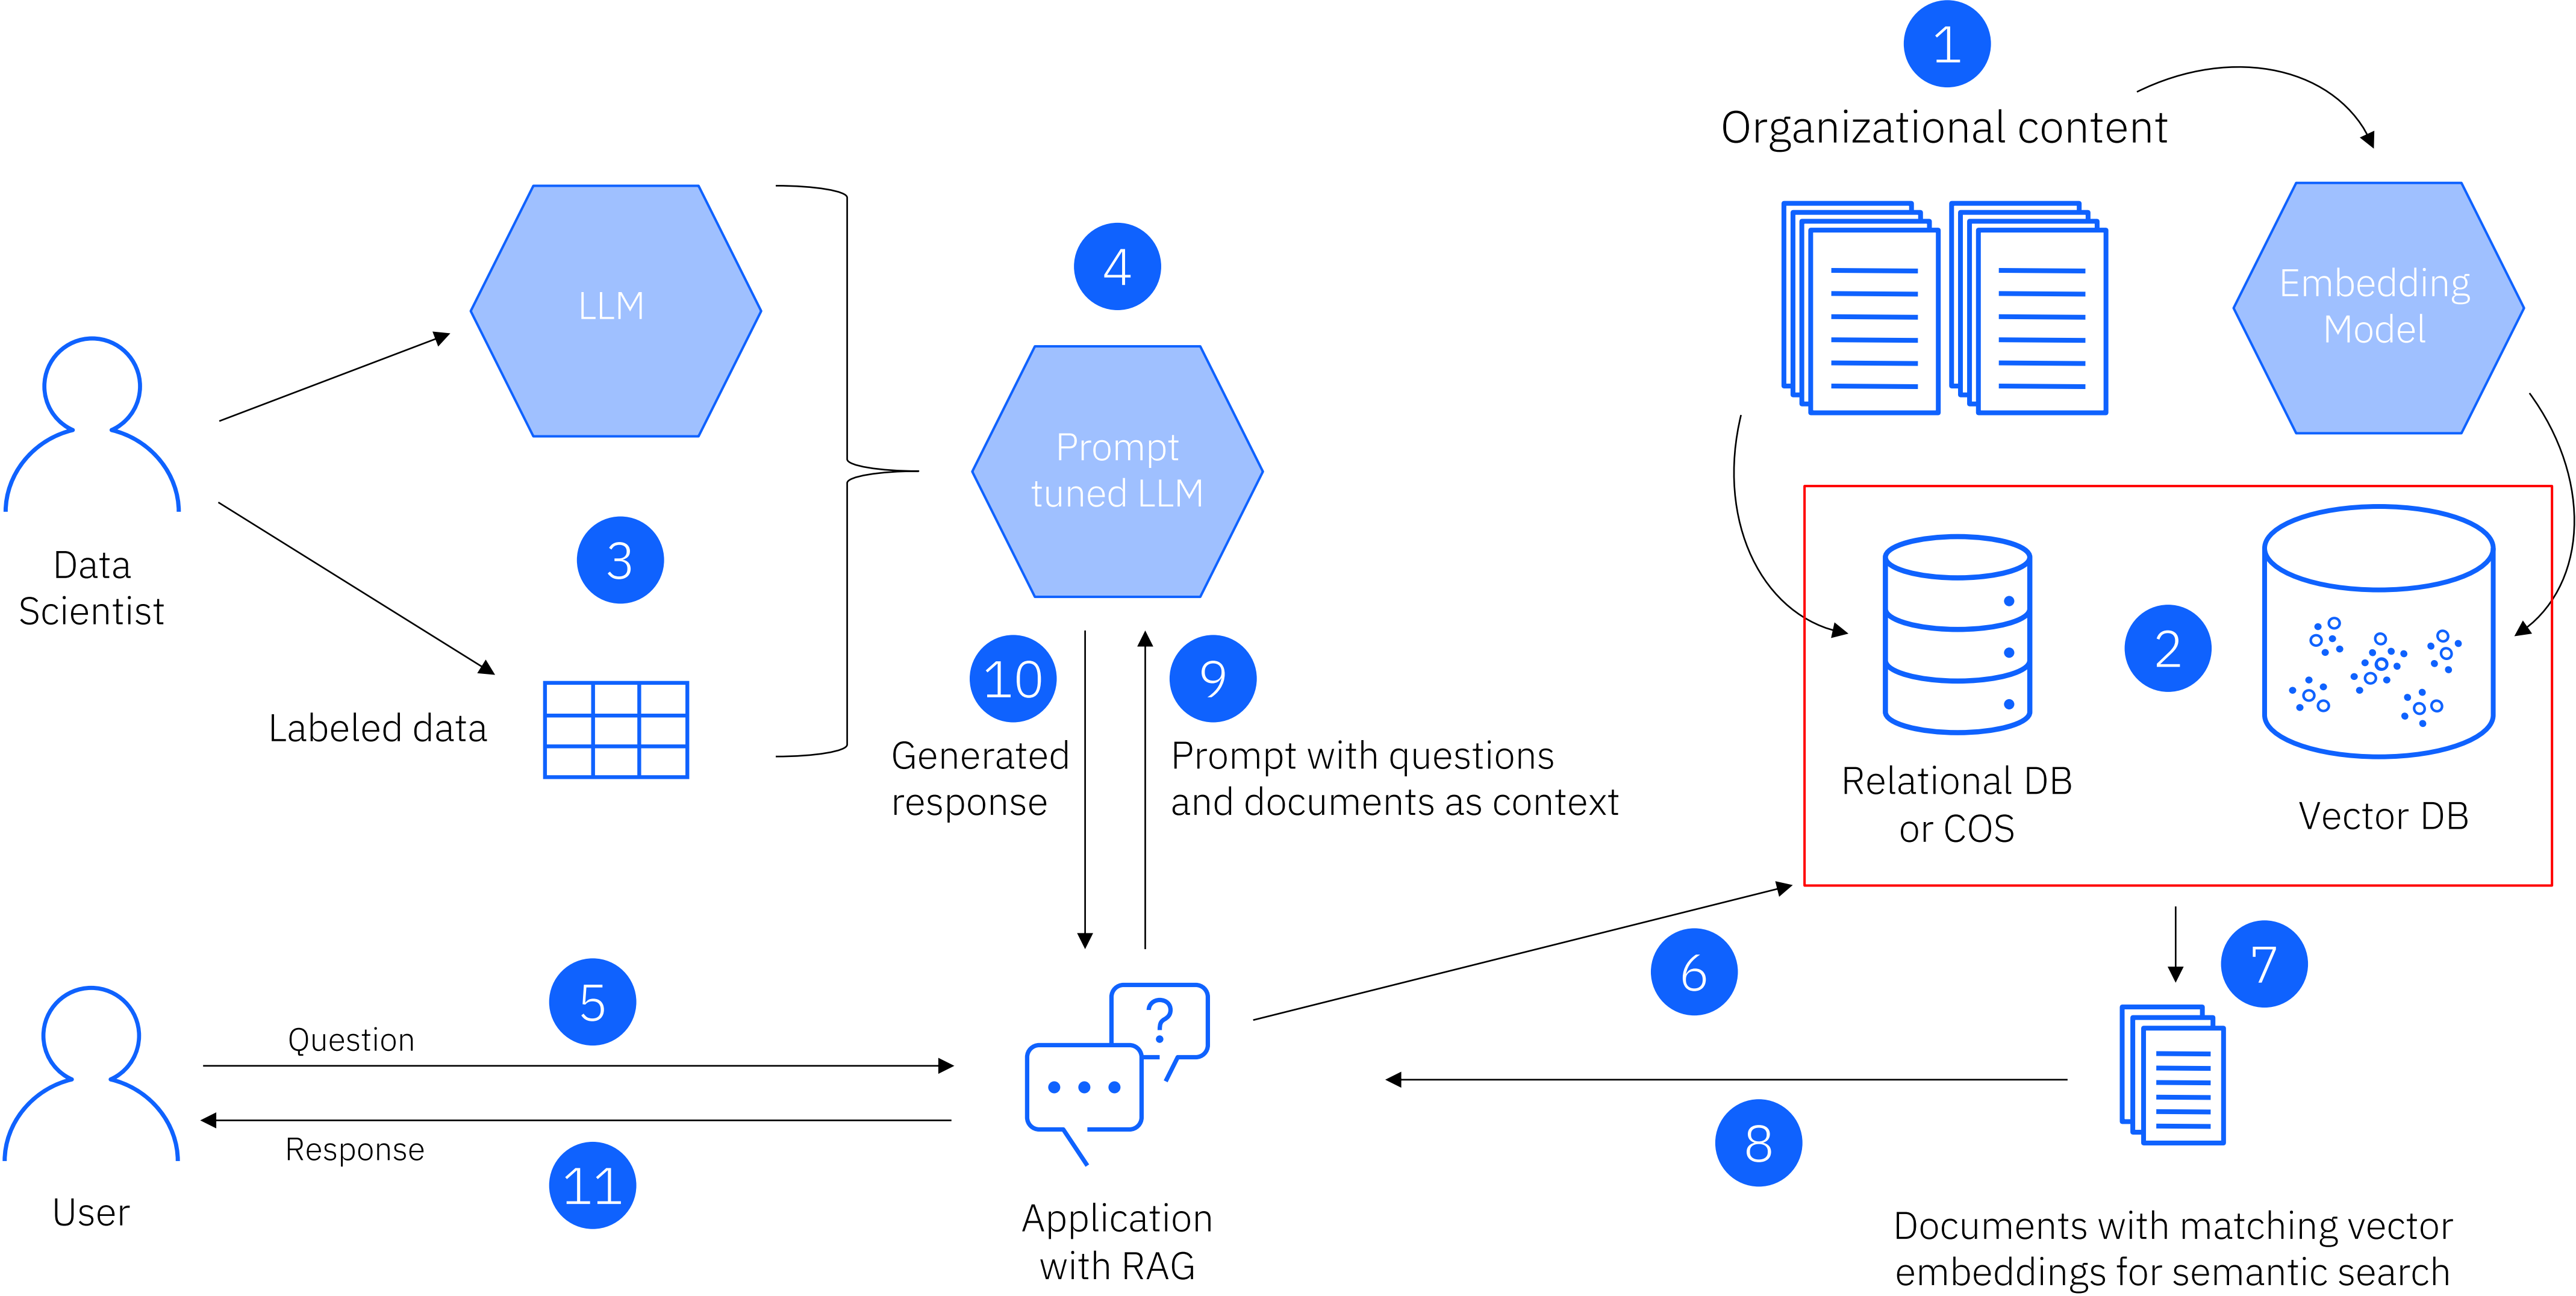 1
Organizational content
Embedding
Model
LLM
4
Prompt
tuned LLM
Data
Scientist
3
Labeled data
2
Relational DB
or COS
Vector DB
10
Generated
response
9
Prompt with questions
and documents as context
5
Question
Response
11
User
Application
with RAG
6
7
8
Documents with matching vector
embeddings for semantic search
?